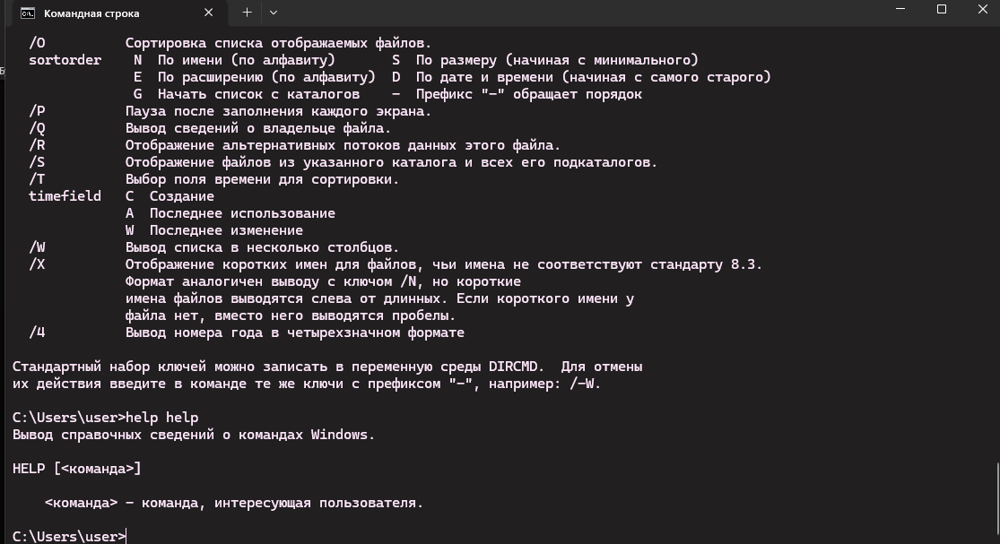 Командная строка
/O          Сортировка списка отображаемых файлов.
sortorder    N  По имени (по алфавиту)       S  По размеру (начиная с минимального)
E  По расширению (по алфавиту)  D  По дате и времени (начиная с самого старого)
G  Начать список с каталогов    -  Префикс "-" обращает порядок
/P          Пауза после заполнения каждого экрана.
/Q          Вывод сведений о владельце файла.
/R          Отображение альтернативных потоков данных этого файла.
/S          Отображение файлов из указанного каталога и всех его подкаталогов.
/T          Выбор поля времени для сортировки.
timefield   C  Создание
A  Последнее использование
W  Последнее изменение
/W          Вывод списка в несколько столбцов.
/X          Отображение коротких имен для файлов, чьи имена не соответствуют стандарту 8.3.
Формат аналогичен выводу с ключом /N, но короткие
имена файлов выводятся слева от длинных. Если короткого имени у
файла нет, вместо него выводятся пробелы.
/4          Вывод номера года в четырехзначном формате
Стандартный набор ключей можно записать в переменную среды DIRCMD.  Для отмены
их действия введите в команде те же ключи с префиксом "-", например: /-W.
C:\Users\user>help help
Вывод справочных сведений о командах Windows.
HELP [<команда>]
<команда> - команда, интересующая пользователя.
C:\Users\user>